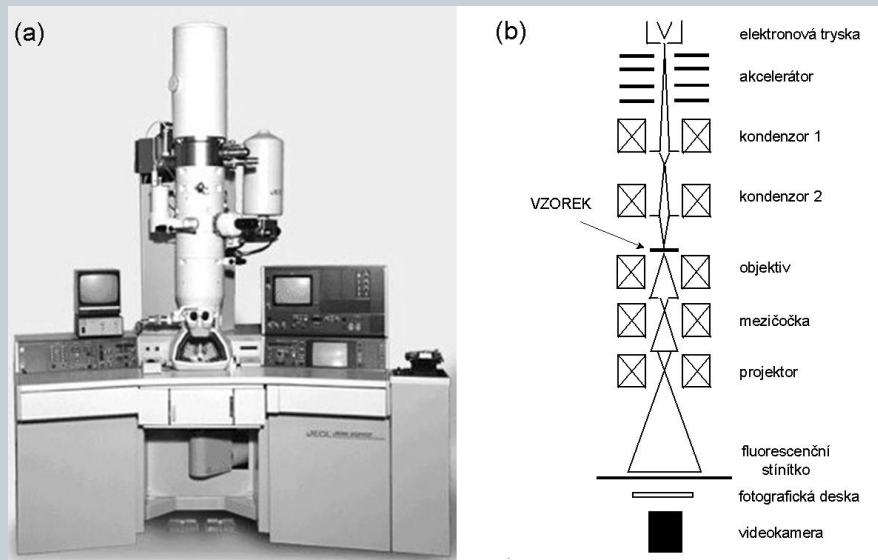 (a)
JEOL
(b)
elektronová tryska
akcelerátor
kondenzor 1
kondenzor 2
VZOREK
objektiv
mezičočka
projektor
fluorescenční
stínítko
fotografická deska
videokamera